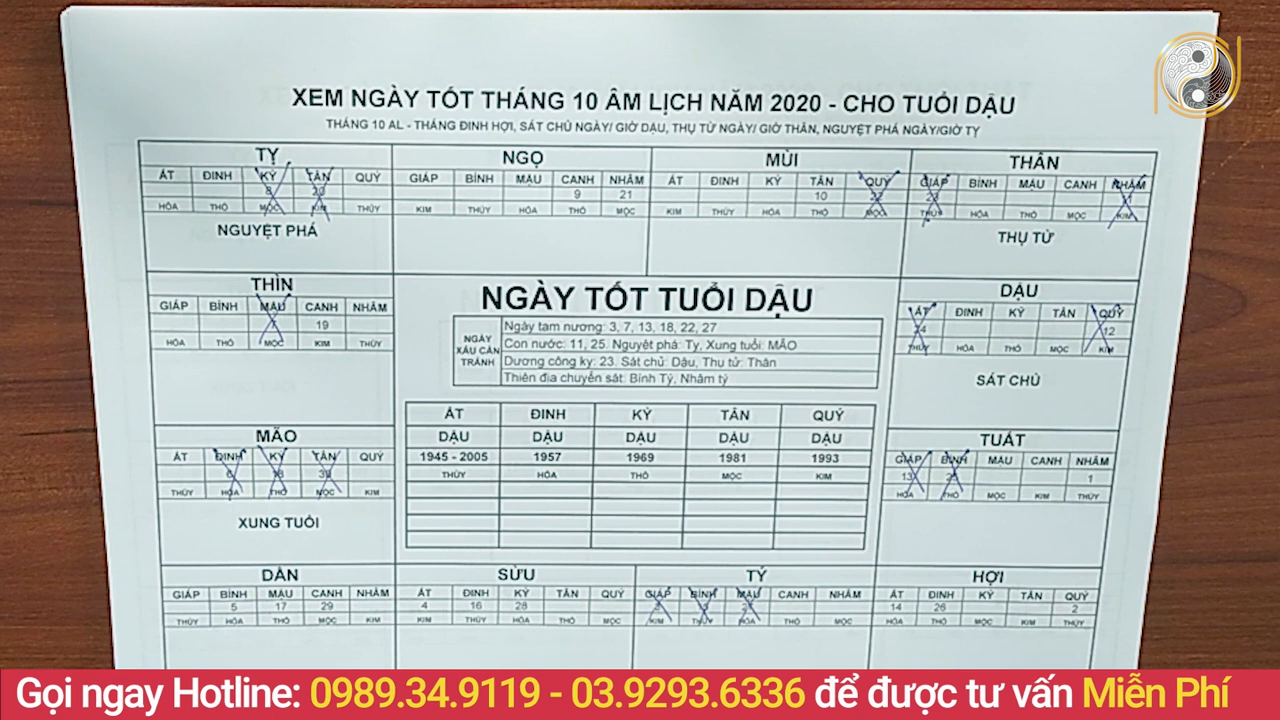 XEM NGÀY TỐT THÁNG 10 ÂM LỊCH NĂM 2020 - CHO TUỔI DẬU
THÁNG 10 AL - THÁNG ĐINH HỢI, SÁT CHỦ NGÀY/ GIỜ DẬU, THỤ TỬ NGÀY/ GIỜ THÂN, NGUYỆT PHÁ NGÀY/GIỜ TỴ
TỴ
ẤT ĐINH KỶ TÂN QUÝ
HỎA THỔ MỘC KIM THỦY
NGUYỆT PHÁ
NGỌ
GIÁP BÍNH MẬU CANH NHÂM
9 21
KIM THỦY HỎA THỔ MỘC
MÙI
ẤT ĐINH KỶ TÂN QUÝ
10
KIM THỦY HỎA THỔ MỘC
THÂN
GIÁP BÍNH MẬU CANH NHÂM
THỦY HỎA THỔ MỘC KIM
THỤ TỬ
THÌN
GIÁP BÍNH MẬU CANH NHÂM
19
HỎA THỔ MỘC KIM THỦY
NGÀY TỐT TUỔI DẬU
NGÀY XẤU CẦN TRÁNH
Ngày tam nương: 3, 7, 13, 18, 22, 27
Con nước: 11, 25. Nguyệt phá: Tỵ, Xung tuổi: MÃO
Dương công kỵ: 23. Sát chủ: Dậu, Thụ tử: Thân
Thiên địa chuyển sát: Bính Tý, Nhâm tý
DẬU
ẤT ĐINH KỶ TÂN QUÝ
12
THỦY HỎA THỔ MỘC KIM
SÁT CHỦ
ẤT ĐINH KỶ TÂN QUÝ
DẬU DẬU DẬU DẬU DẬU
1945 - 2005 1957 1969 1981 1993
THỦY HỎA THỔ MỘC KIM
MÃO
ẤT ĐINH KỶ TÂN QUÝ
THỦY HỎA THỔ MỘC KIM
XUNG TUỔI
TUẤT
GIÁP BÍNH MẬU CANH NHÂM
13 1
HỎA THỔ MỘC KIM THỦY
DẦN
GIÁP BÍNH MẬU CANH NHÂM
5 17 29
THỦY HỎA THỔ MỘC KIM
SỬU
ẤT ĐINH KỶ TÂN QUÝ
4 16 28
KIM THỦY HỎA THỔ MỘC
TÝ
GIÁP BÍNH MẬU CANH NHÂM
KIM THỦY HỎA THỔ MỘC
HỢI
ẤT ĐINH KỶ TÂN QUÝ
14 26 2
HỎA THỔ MỘC KIM THỦY
Gọi ngay Hotline: 0989.34.9119 - 03.9293.6336 để được tư vấn Miễn Phí